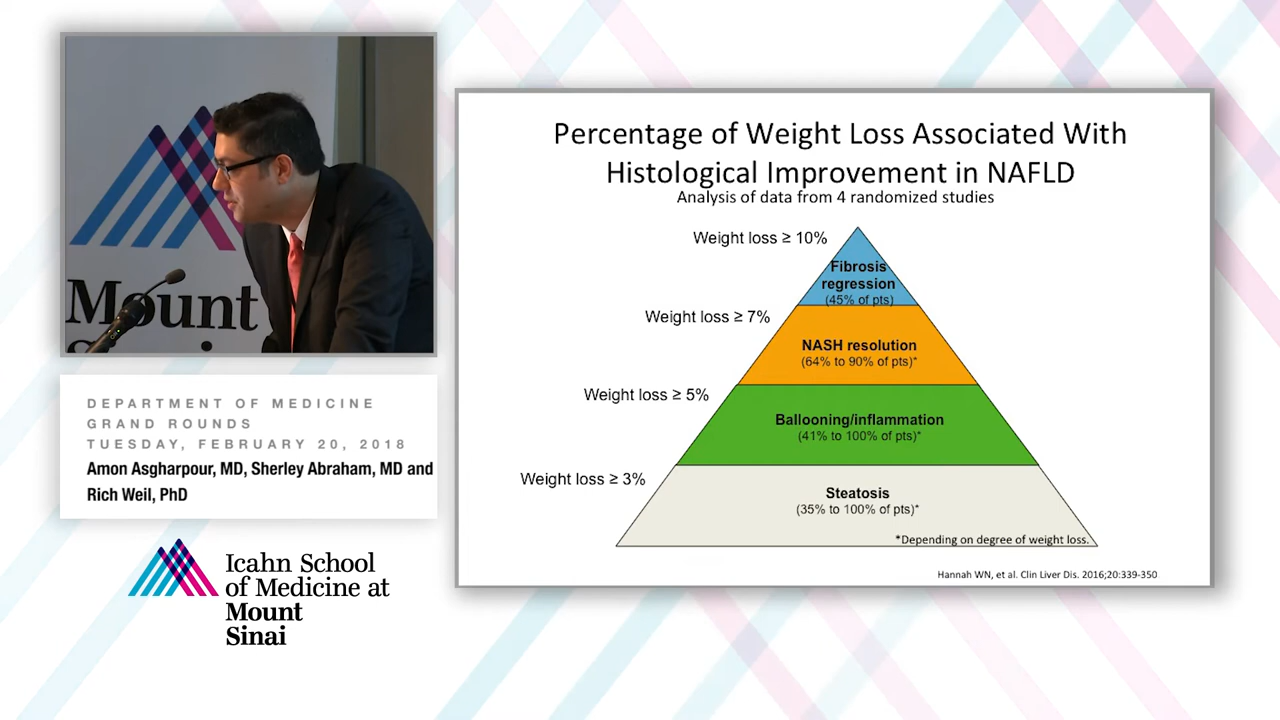 Mount
DEPARTMENT OF MEDICINE
GRAND ROUNDS
TUESDAY, FEBRUARY 20, 2018
Amon Asgharpour, MD, Sherley Abraham, MD and
Rich Weil, PhD
Icahn School
of Medicine at
Mount
Sinai
Percentage of Weight Loss Associated With
Histological Improvement in NAFLD
Analysis of data from 4 randomized studies
Weight loss ≥ 10%
Fibrosis
regression
(45% of pts)
Weight loss ≥ 7%
NASH resolution
(64% to 90% of pts)*
Weight loss ≥ 5%
Ballooning/inflammation
(41% to 100% of pts)*
Weight loss ≥ 3%
Steatosis
(35% to 100% of pts)*
*Depending on degree of weight loss.
Hannah WN, et al. Clin Liver Dis. 2016;20:339-350